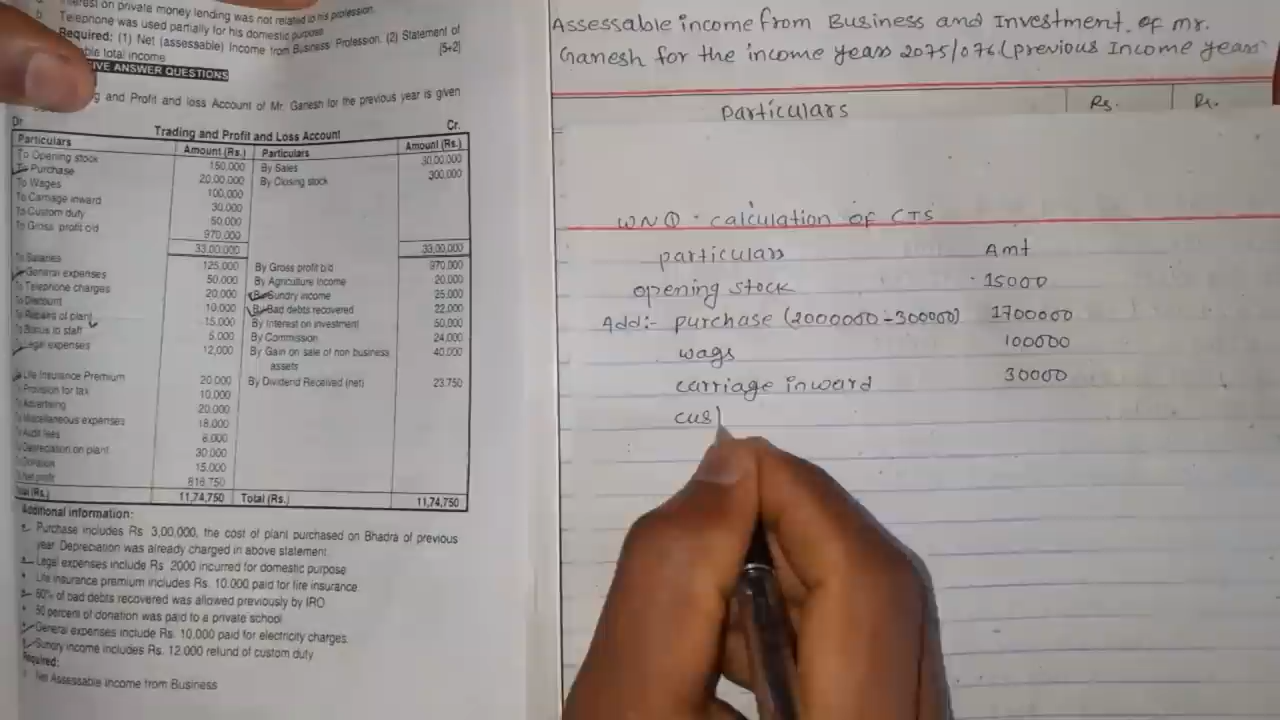 interest on private money lending was not related to his profession.
b Telephone was used partially for his domestic purpose
Required: (1) Net (assessable) Income from Business Profession. (2) Statement of
able total income [5+2]
IVE ANSWER QUESTIONS
g and Profit and loss Account of Mr. Ganesh for the previous year is given
Dr. Trading and Profit and Loss Account Cr.
Particulars Amount (Rs.) Particulars Amount (Rs.)
To Opening stock 150,000 By Sales 30,00,000
To Purchase 20,00,000 By Closing stock 300,000
To Wages 100,000
To Carriage inward 30,000
To Custom duty 50,000
To Gross profit c/d 970,000
33,00,000 33,00,000
To Salaries 125,000 By Gross profit b/d 970,000
To General expenses 50,000 By Agriculture Income 20,000
To Telephone charges 20,000 By Sundry income 25,000
To Discount 10,000 By Bad debts recovered 22,000
To Repairs of plant 15,000 By Interest on investment 50,000
To Bonus to staff 5,000 By Commission 24,000
To Legal expenses 12,000 By Gain on sale of non business assets 40,000
To Life Insurance Premium 20,000 By Dividend Received (net) 23,750
To Provision for tax 10,000
To Advertising 20,000
To Miscellaneous expenses 18,000
To Audit fees 8,000
To Depreciation on plant 30,000
To Donation 15,000
To Net profit 816,750
Total (Rs.) 11,74,750 Total (Rs.) 11,74,750
Additional information:
Purchase includes Rs 3,00,000, the cost of plant purchased on Bhadra of previous
year. Depreciation was already charged in above statement.
Legal expenses include Rs 2000 incurred for domestic purpose
Life insurance premium includes Rs. 10,000 paid for fire insurance.
60% of bad debts recovered was allowed previously by IRO
50 percent of donation was paid to a private school
General expenses include Rs. 10,000 paid for electricity charges.
Sundry income includes Rs. 12,000 refund of custom duty
Required:
Net Assessable Income from Business
Assessable income from Business and Investment of mr.
Ganesh for the income years 2075/076 (previous Income years
particulars Rs. Rs.
WN① - calculation of CTS
particulars Amt
opening stock 15000
Add:- purchase (2000000-300000) 1700000
wags 100000
carriage inward 30000
cus